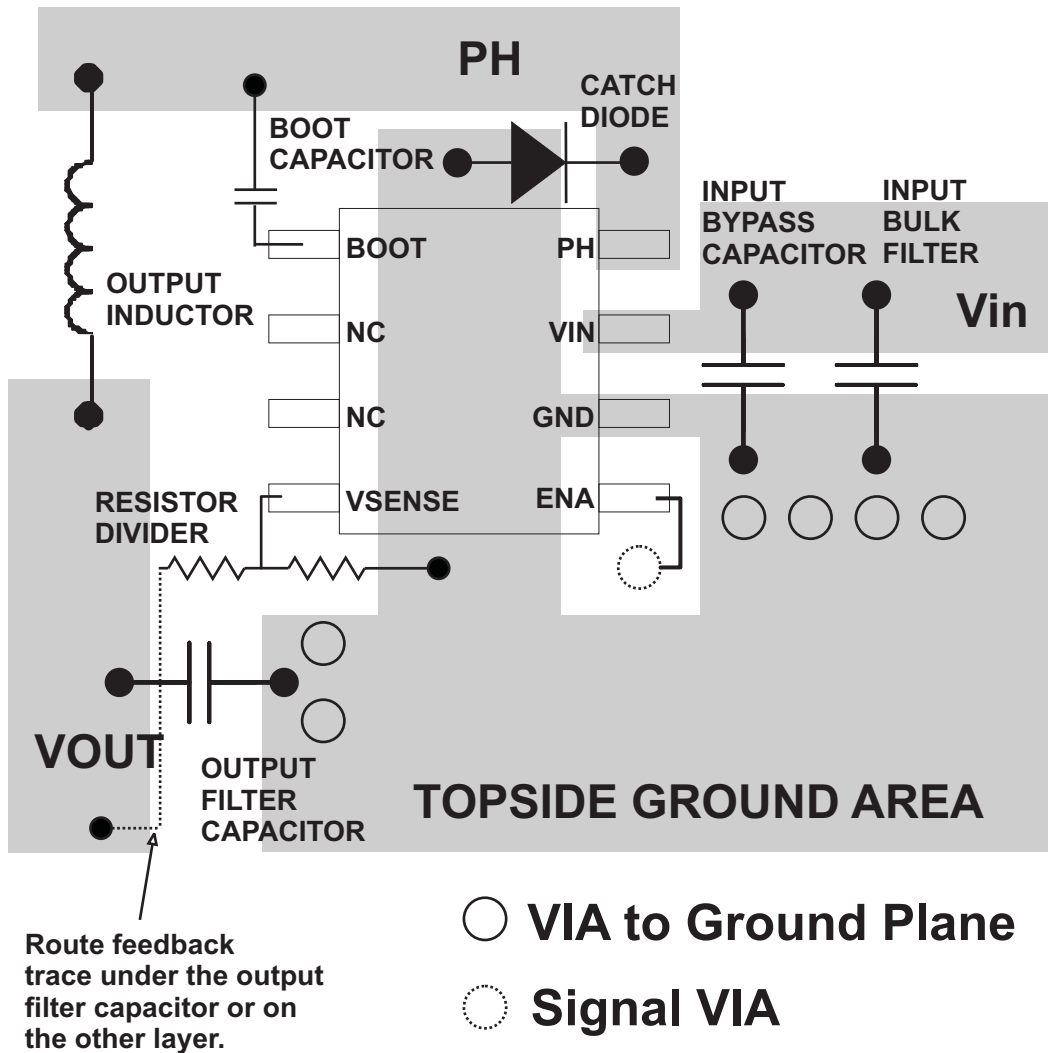 PH
CATCH
DIODE
BOOT
CAPACITOR
INPUT
BYPASS
CAPACITOR
INPUT
BULK
FILTER
BOOT
PH
OUTPUT
INDUCTOR
Vin
NC
VIN
NC
GND
RESISTOR
DIVIDER
VSENSE
ENA
VOUT
OUTPUT
FILTER
CAPACITOR
TOPSIDE GROUND AREA
VIA to Ground Plane
Route feedback
trace under the output
filter capacitor or on
the other layer.
Signal VIA